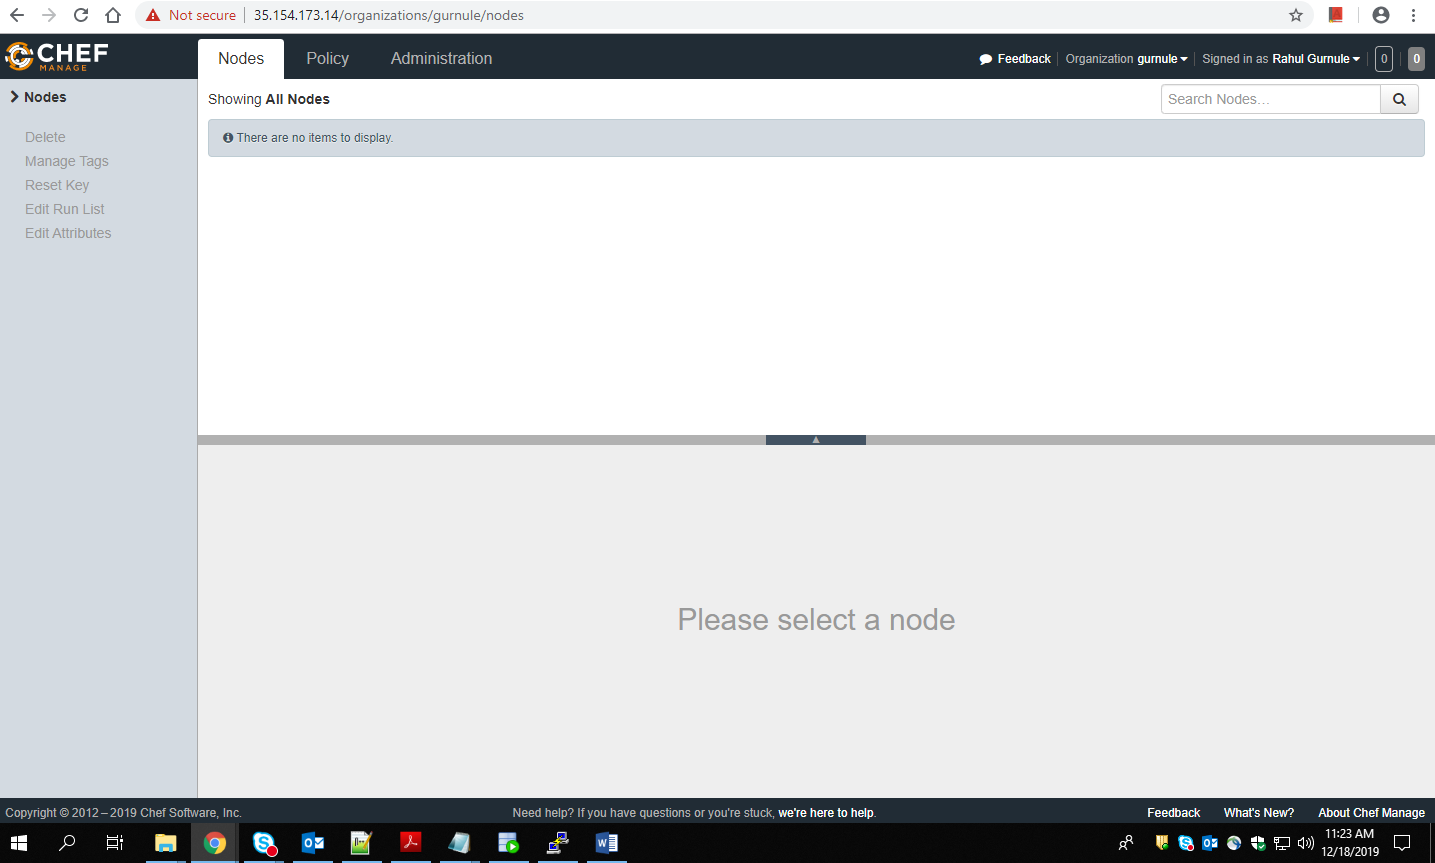 Not secure 35.154.173.14/organizations/gurnule/nodes
CHEF
MANAGE
Nodes Policy Administration
Feedback Organization gurnule Signed in as Rahul Gurnule 0 0
Nodes
Delete
Manage Tags
Reset Key
Edit Run List
Edit Attributes
Showing All Nodes
Search Nodes...
There are no items to display.
Please select a node
Copyright © 2012 – 2019 Chef Software, Inc. Need help? If you have questions or you're stuck, we're here to help. Feedback What's New? About Chef Manage
11:23 AM
12/18/2019